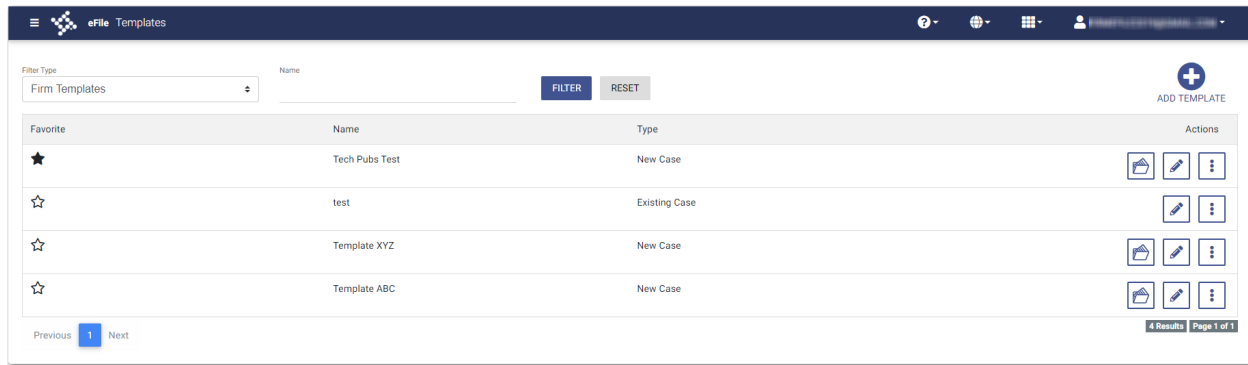 eFile Templates
Filter Type
Name
Firm Templates
FILTER
RESET
ADD TEMPLATE
Favorite Name Type Actions
Tech Pubs Test New Case
test Existing Case
Template XYZ New Case
Template ABC New Case
Previous 1 Next
4 Results Page 1 of 1